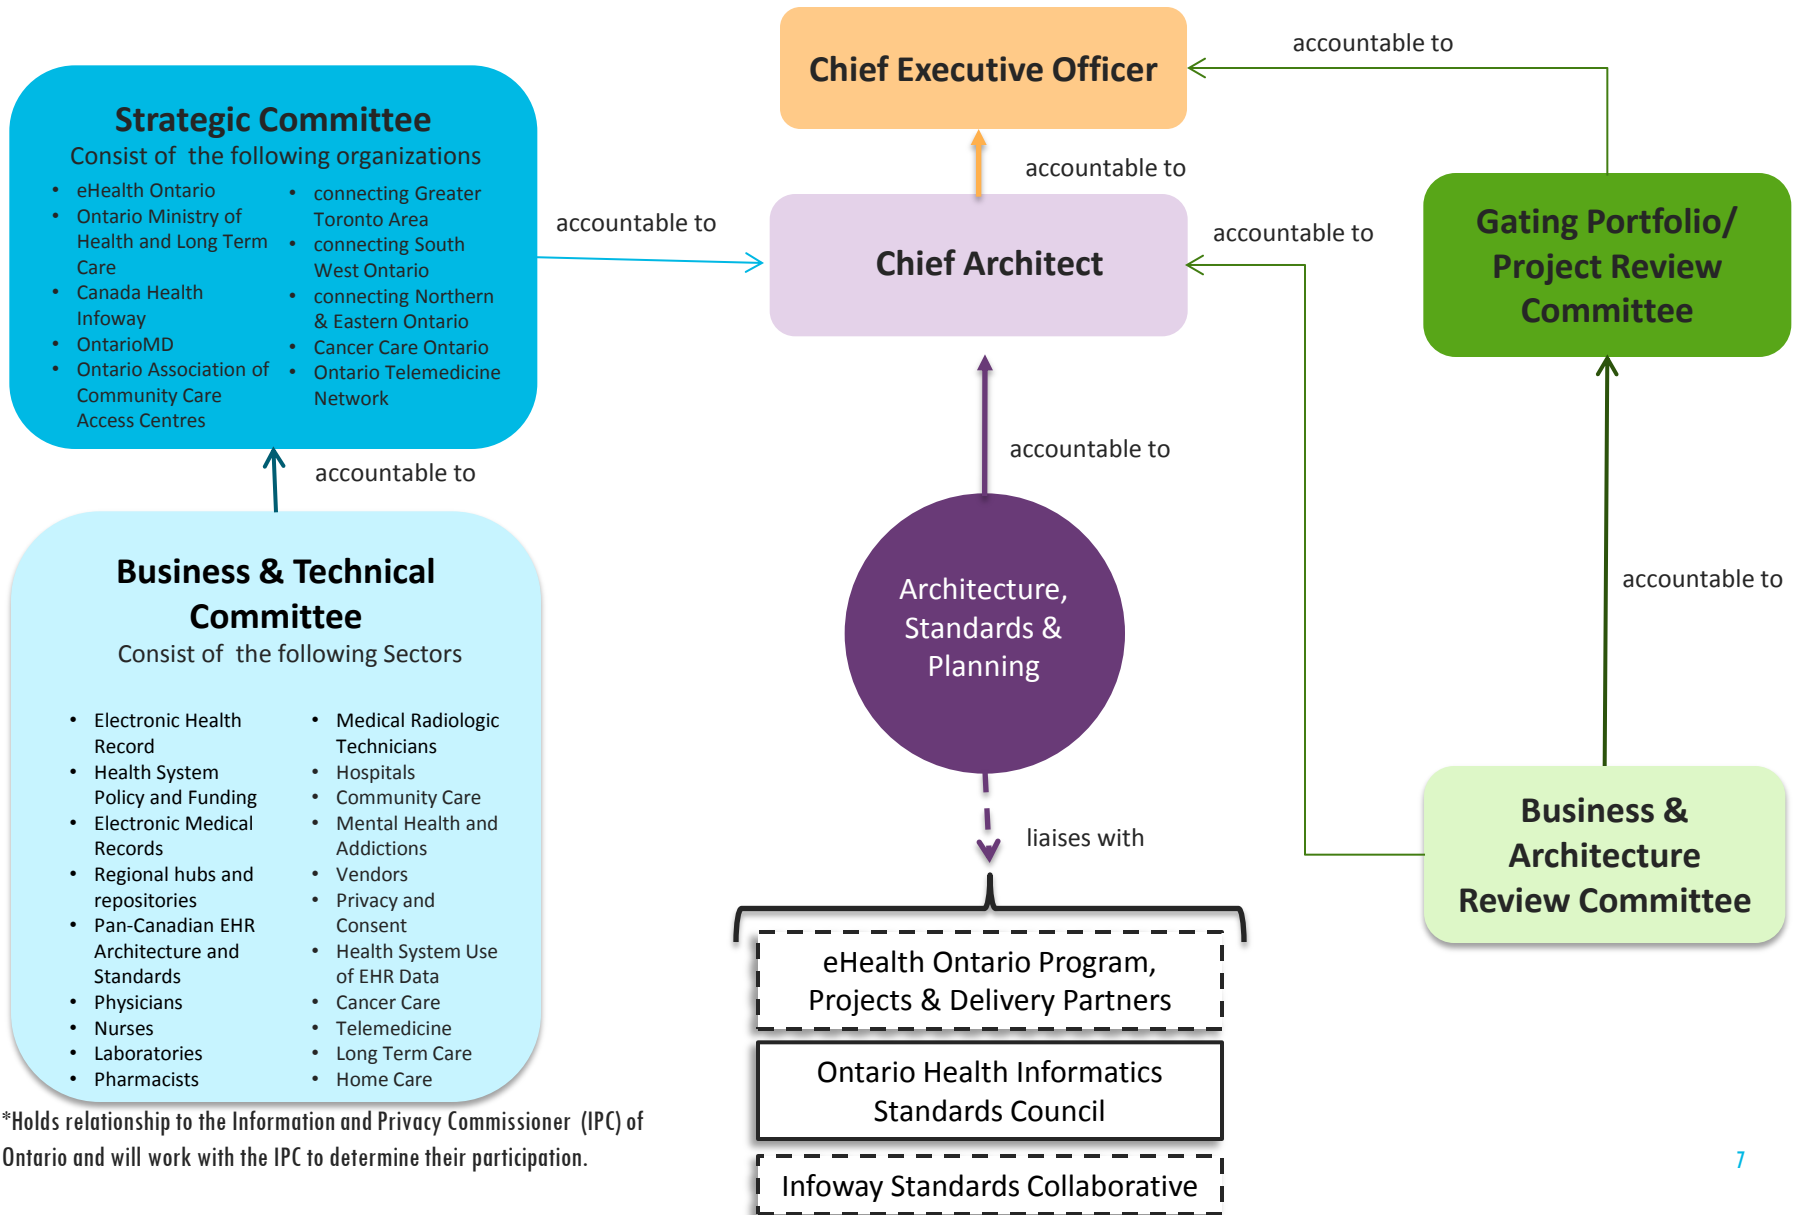 Chief Executive Officer
accountable to
Strategic Committee
Consist of the following organizations
• eHealth Ontario
• Ontario Ministry of
Health and Long Term
Care
• Canada Health
Infoway
• OntarioMD
• Ontario Association of
Community Care
Access Centres
• connecting Greater
Toronto Area
• connecting South
West Ontario
• connecting Northern
& Eastern Ontario
• Cancer Care Ontario
• Ontario Telemedicine
Network
accountable to
accountable to
Chief Architect
accountable to
Gating Portfolio/
Project Review
Committee
accountable to
accountable to
Business & Technical
Committee
Consist of the following Sectors
• Electronic Health
Record
• Health System
Policy and Funding
• Electronic Medical
Records
• Regional hubs and
repositories
• Pan-Canadian EHR
Architecture and
Standards
• Physicians
• Nurses
• Laboratories
• Pharmacists
• Medical Radiologic
Technicians
• Hospitals
• Community Care
• Mental Health and
Addictions
• Vendors
• Privacy and
Consent
• Health System Use
of EHR Data
• Cancer Care
• Telemedicine
• Long Term Care
• Home Care
Architecture,
Standards &
Planning
accountable to
liaises with
Business &
Architecture
Review Committee
eHealth Ontario Program,
Projects & Delivery Partners
Ontario Health Informatics
Standards Council
Infoway Standards Collaborative
*Holds relationship to the Information and Privacy Commissioner (IPC) of
Ontario and will work with the IPC to determine their participation.
7